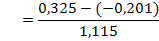 = 0,325 − (−0,201)
1,115